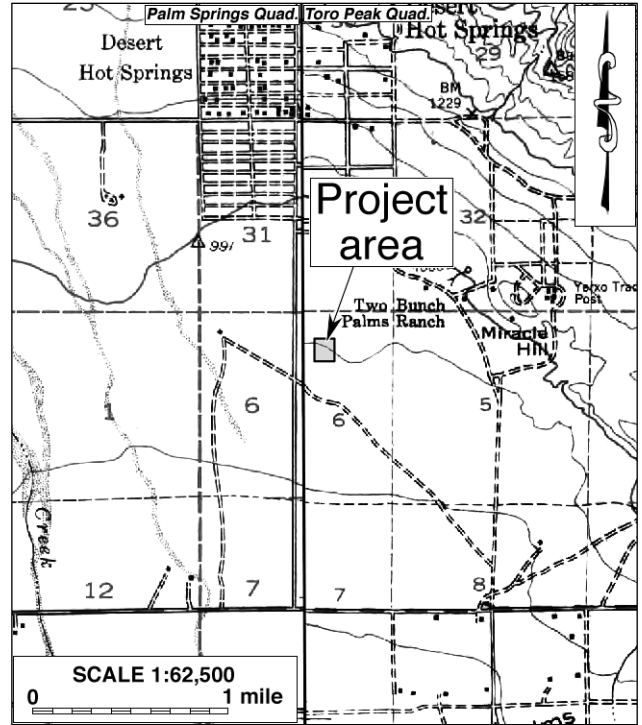 Palm Springs Quad. Toro Peak Quad.
Desert
Hot Springs
Hot Springs
29
BM
1229
36
31
32
Project
area
Two Bunch
Palms Ranch
Post
Miracle
Hill
1
6
6
5
Creek
12
7
7
8
SCALE 1:62,500
0 1 mile